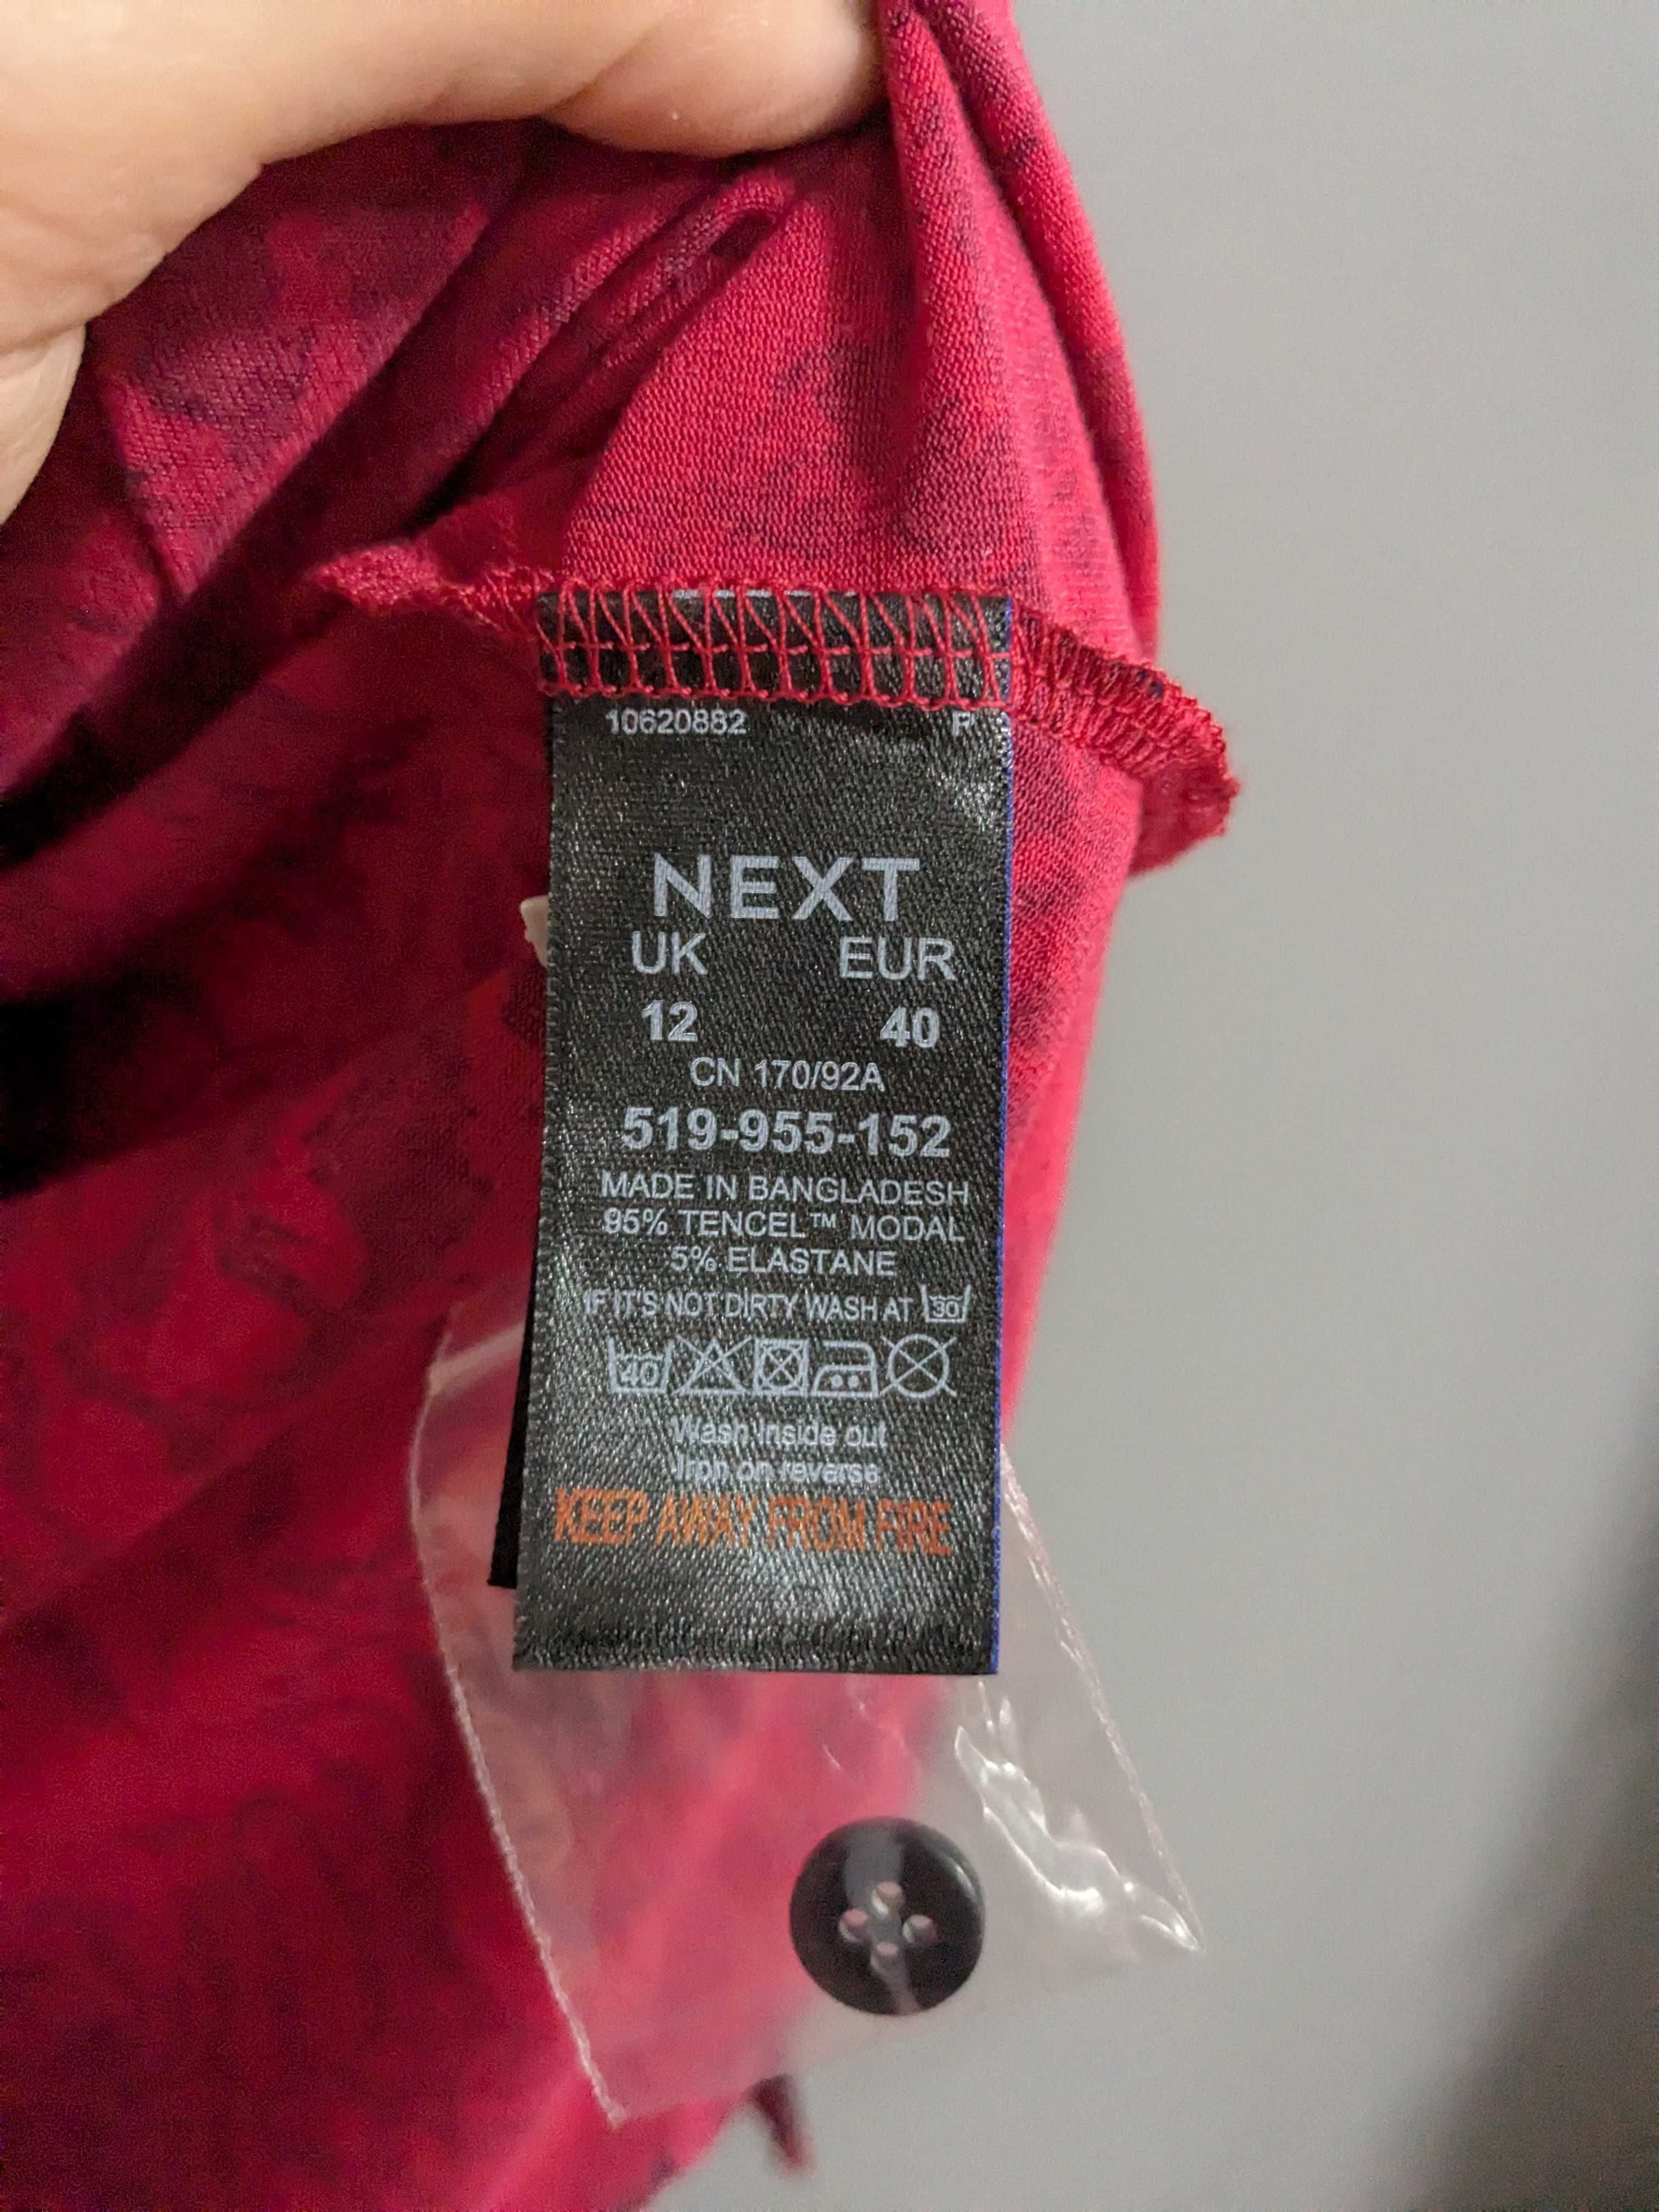 10620882 P
NEXT
UK EUR
12 40
CN 170/92A
519-955-152
MADE IN BANGLADESH
95% TENCEL™ MODAL
5% ELASTANE
IF IT'S NOT DIRTY WASH AT 30
40
Wash inside out
Iron on reverse
KEEP AWAY FROM FIRE